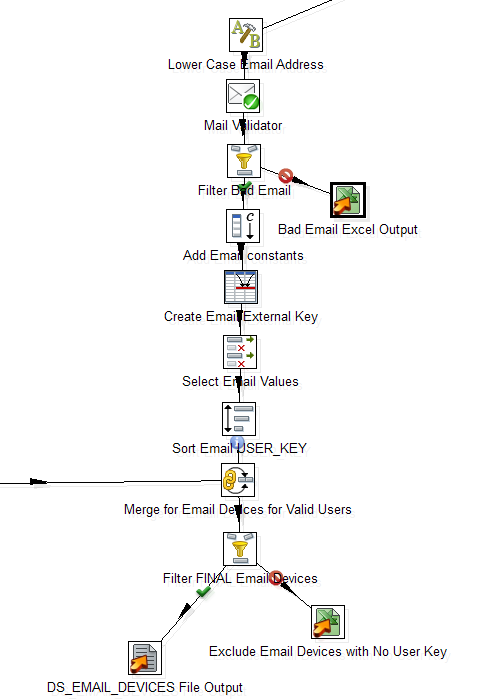 Lower Case Email Address
Mail Validator
Filter Bad Email
Bad Email Excel Output
Add Email constants
Create Email External Key
Select Email Values
Sort Email USER_KEY
Merge for Email Devices for Valid Users
Filter FINAL Email Devices
Exclude Email Devices with No User Key
DS_EMAIL_DEVICES File Output